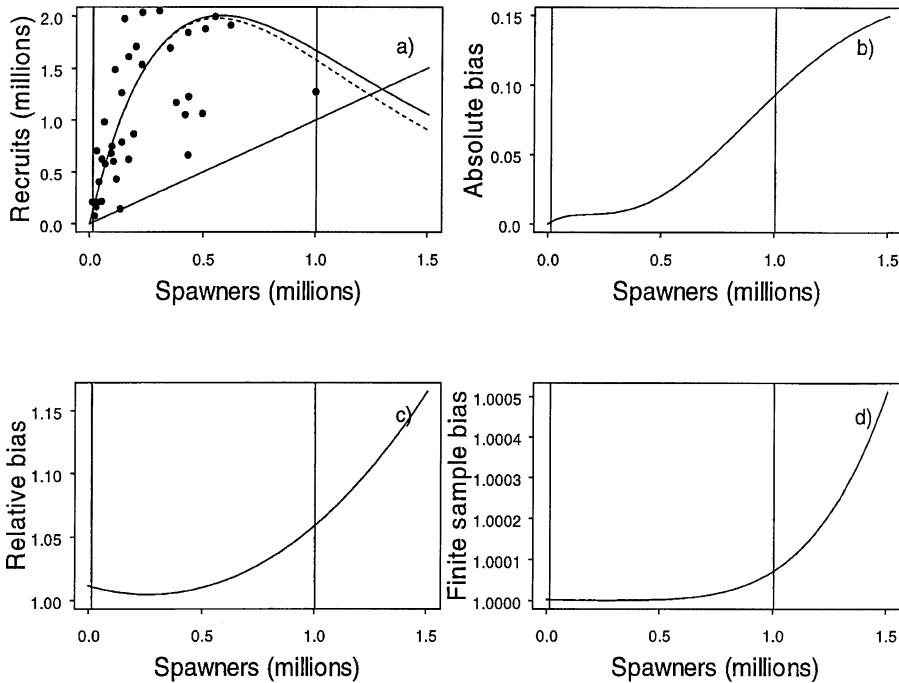 2.0
1.5
1.0
0.5
0.0
Recruits (millions)
a)
0.0 0.5 1.0 1.5
Spawners (millions)
0.15
0.10
0.05
0.0
Absolute bias
b)
0.0 0.5 1.0 1.5
Spawners (millions)
1.15
1.10
1.05
1.00
Relative bias
c)
0.0 0.5 1.0 1.5
Spawners (millions)
1.0005
1.0004
1.0003
1.0002
1.0001
1.0000
Finite sample bias
d)
0.0 0.5 1.0 1.5
Spawners (millions)